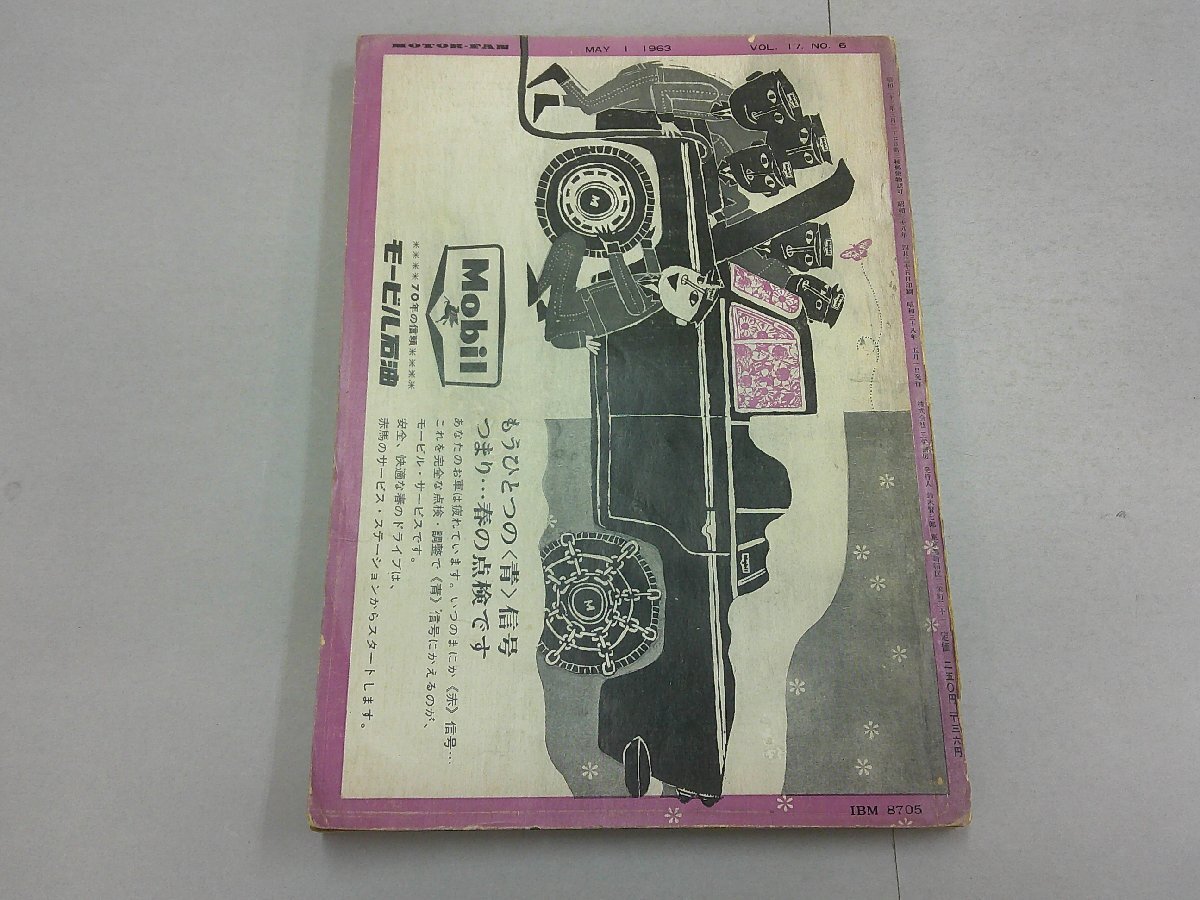 MOTOR-FAN
MAY 1 1963
VOL. 17. NO. 6
もうひとつの〈青〉信号
つまり…春の点検です
あなたのお車は疲れています。いつのまにか《赤》信号…
これを完全な点検・調整で《青》信号にかえるのが、
モービル・サービスです。
安全、快適な春のドライブは、
赤馬のサービス・ステーションからスタートします。
Mobil
＊＊＊＊70年の信頼＊＊＊＊
モービル石油
M
M
定価 二五〇円
IBM 8705